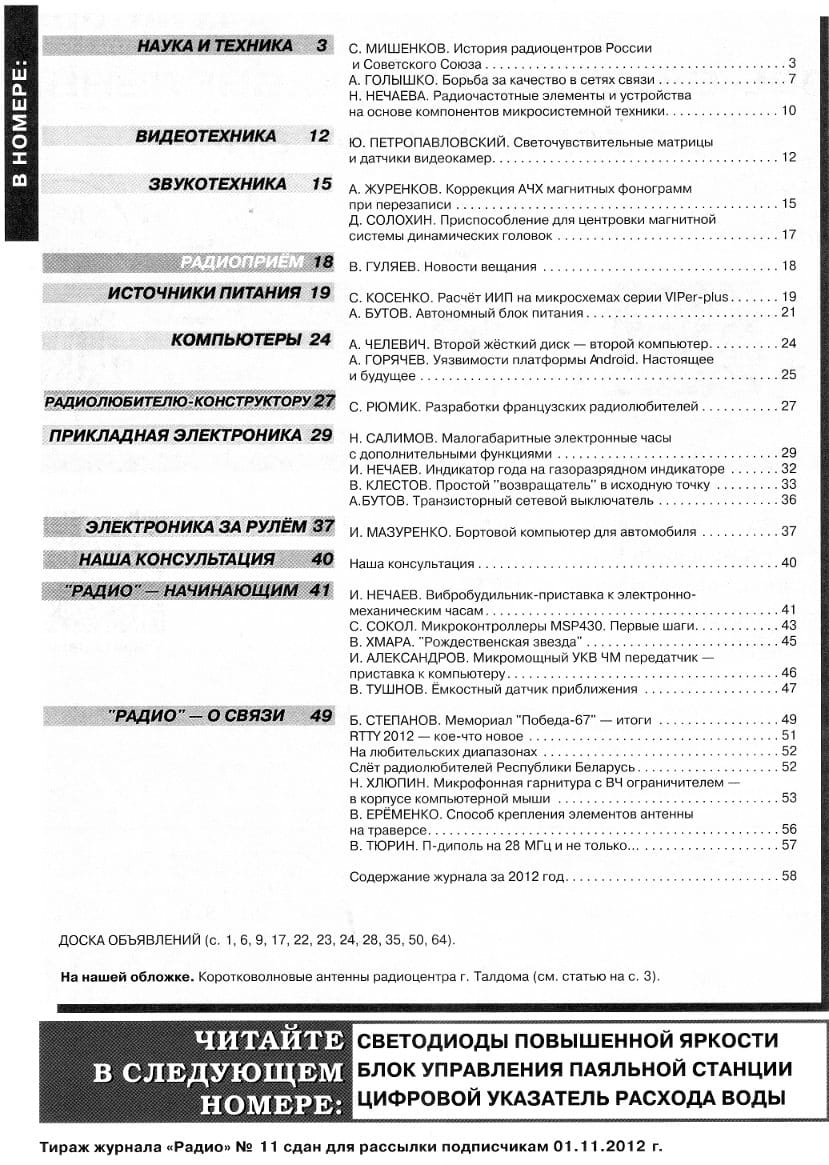 В НОМЕРЕ:
НАУКА И ТЕХНИКА 3
С. МИШЕНКОВ. История радиоцентров России
и Советского Союза . . . . . . . . . . 3
А. ГОЛЫШКО. Борьба за качество в сетях связи . . . . . . . . . . 7
Н. НЕЧАЕВА. Радиочастотные элементы и устройства
на основе компонентов микросистемной техники. . . . . . . . . . 10
ВИДЕОТЕХНИКА 12
Ю. ПЕТРОПАВЛОВСКИЙ. Светочувствительные матрицы
и датчики видеокамер. . . . . . . . . . 12
ЗВУКОТЕХНИКА 15
А. ЖУРЕНКОВ. Коррекция АЧХ магнитных фонограмм
при перезаписи . . . . . . . . . . 15
Д. СОЛОХИН. Приспособление для центровки магнитной
системы динамических головок . . . . . . . . . . 17
РАДИОПРИЁМ 18
В. ГУЛЯЕВ. Новости вещания . . . . . . . . . . 18
ИСТОЧНИКИ ПИТАНИЯ 19
С. КОСЕНКО. Расчёт ИИП на микросхемах серии VIPer-plus . . . . . . . 19
А. БУТОВ. Автономный блок питания . . . . . . . . . . 21
КОМПЬЮТЕРЫ 24
А. ЧЕЛЕВИЧ. Второй жёсткий диск — второй компьютер. . . . . . . . . . 24
А. ГОРЯЧЕВ. Уязвимости платформы Android. Настоящее
и будущее . . . . . . . . . . 25
РАДИОЛЮБИТЕЛЮ-КОНСТРУКТОРУ 27
С. РЮМИК. Разработки французских радиолюбителей . . . . . . . . . . 27
ПРИКЛАДНАЯ ЭЛЕКТРОНИКА 29
Н. САЛИМОВ. Малогабаритные электронные часы
с дополнительными функциями . . . . . . . . . . 29
И. НЕЧАЕВ. Индикатор года на газоразрядном индикаторе . . . . . . . 32
В. КЛЕСТОВ. Простой "возвращатель" в исходную точку . . . . . . . . . 33
А.БУТОВ. Транзисторный сетевой выключатель . . . . . . . . . . 36
ЭЛЕКТРОНИКА ЗА РУЛЁМ 37
И. МАЗУРЕНКО. Бортовой компьютер для автомобиля . . . . . . . . . . 37
НАША КОНСУЛЬТАЦИЯ 40
Наша консультация . . . . . . . . . . 40
"РАДИО" — НАЧИНАЮЩИМ 41
И. НЕЧАЕВ. Вибробудильник-приставка к электронно-
механическим часам . . . . . . . . . . 41
С. СОКОЛ. Микроконтроллеры MSP430. Первые шаги. . . . . . . . . . 43
В. ХМАРА. "Рождественская звезда" . . . . . . . . . . 45
И. АЛЕКСАНДРОВ. Микромощный УКВ ЧМ передатчик —
приставка к компьютеру . . . . . . . . . . 46
В. ТУШНОВ. Ёмкостный датчик приближения . . . . . . . . . . 47
"РАДИО" — О СВЯЗИ 49
Б. СТЕПАНОВ. Мемориал "Победа-67" — итоги . . . . . . . . . . 49
RTTY 2012 — кое-что новое . . . . . . . . . . 51
На любительских диапазонах . . . . . . . . . . 52
Слёт радиолюбителей Республики Беларусь . . . . . . . . . . 52
Н. ХЛЮПИН. Микрофонная гарнитура с ВЧ ограничителем —
в корпусе компьютерной мыши . . . . . . . . . . 53
В. ЕРЁМЕНКО. Способ крепления элементов антенны
на траверсе. . . . . . . . . . 56
В. ТЮРИН. П-диполь на 28 МГц и не только... . . . . . . . . . . 57
Содержание журнала за 2012 год . . . . . . . . . . 58
ДОСКА ОБЪЯВЛЕНИЙ (с. 1, 6, 9, 17, 22, 23, 24, 28, 35, 50, 64).
На нашей обложке. Коротковолновые антенны радиоцентра г. Талдома (см. статью на с. 3).
ЧИТАЙТЕ
В СЛЕДУЮЩЕМ
НОМЕРЕ:
СВЕТОДИОДЫ ПОВЫШЕННОЙ ЯРКОСТИ
БЛОК УПРАВЛЕНИЯ ПАЯЛЬНОЙ СТАНЦИИ
ЦИФРОВОЙ УКАЗАТЕЛЬ РАСХОДА ВОДЫ
Тираж журнала «Радио» № 11 сдан для рассылки подписчикам 01.11.2012 г.